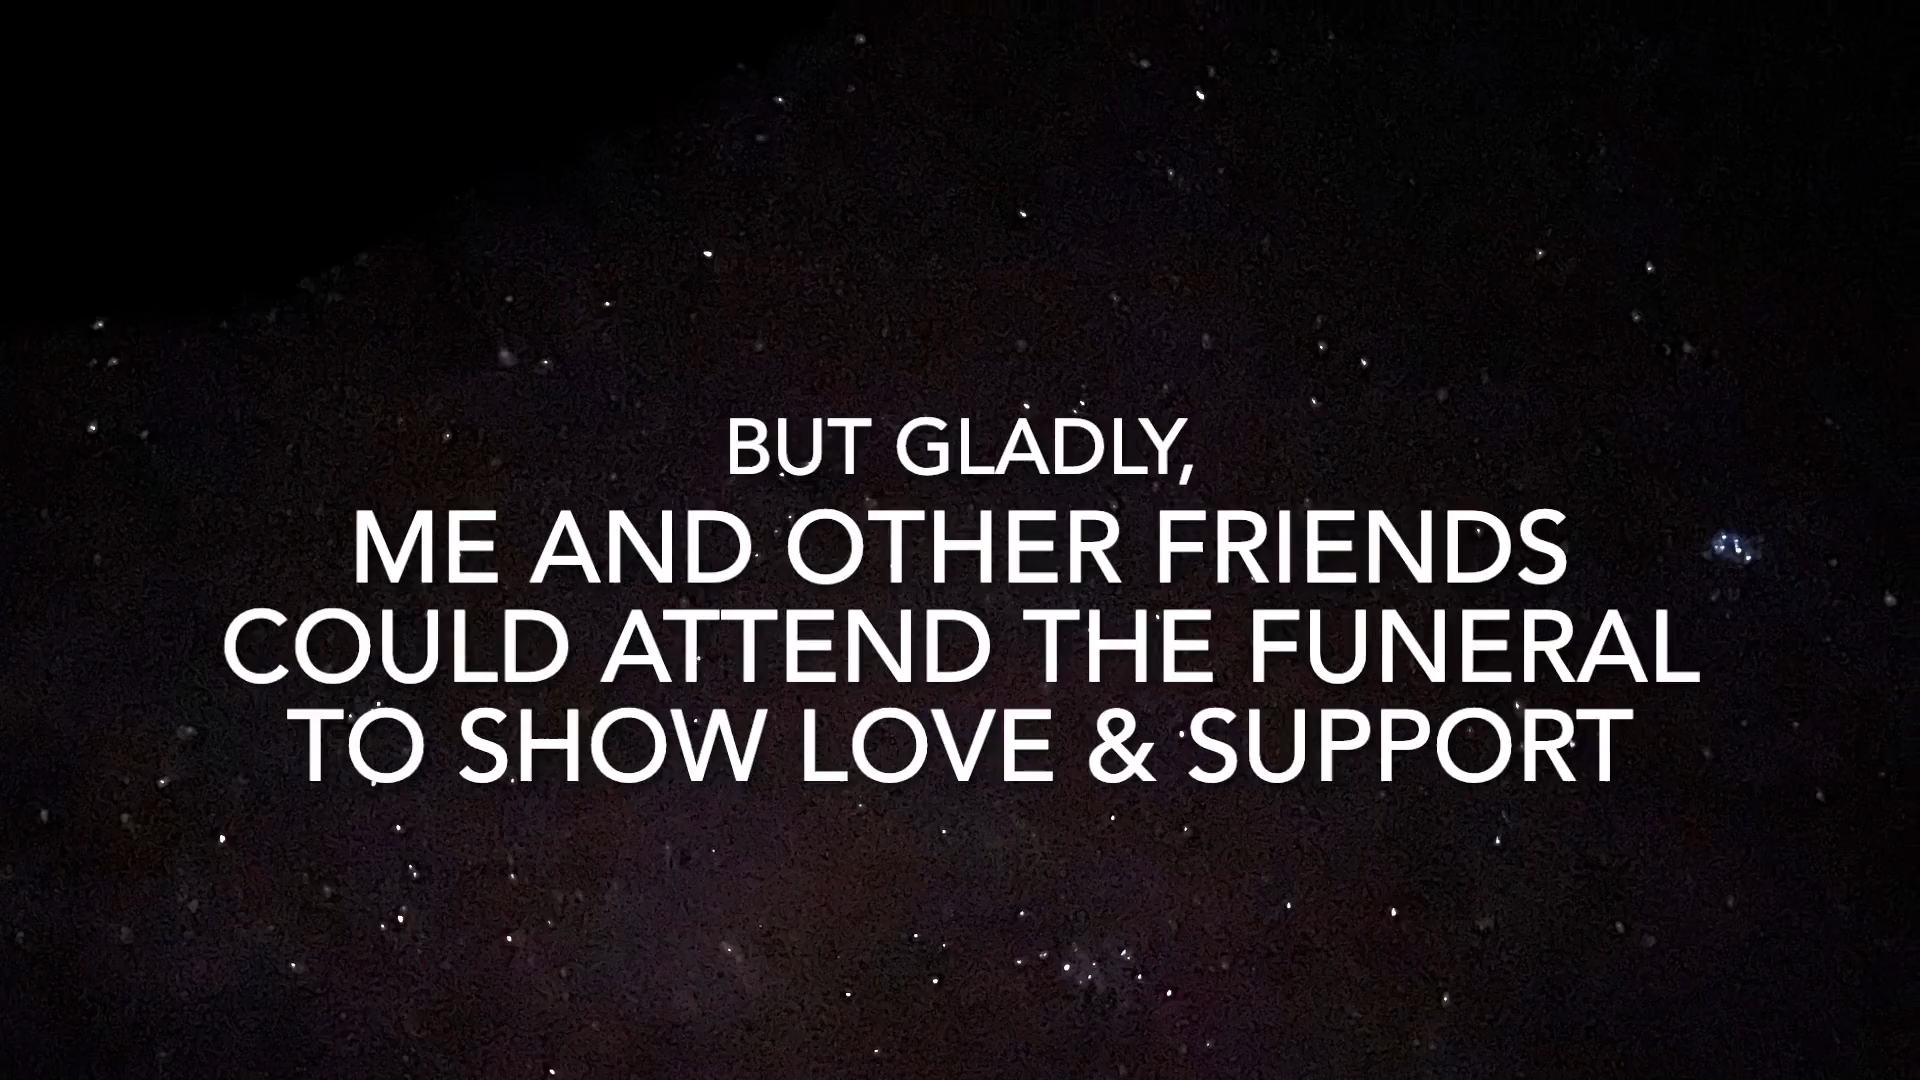 BUT GLADLY,
ME AND OTHER FRIENDS
COULD ATTEND THE FUNERAL
TO SHOW LOVE & SUPPORT